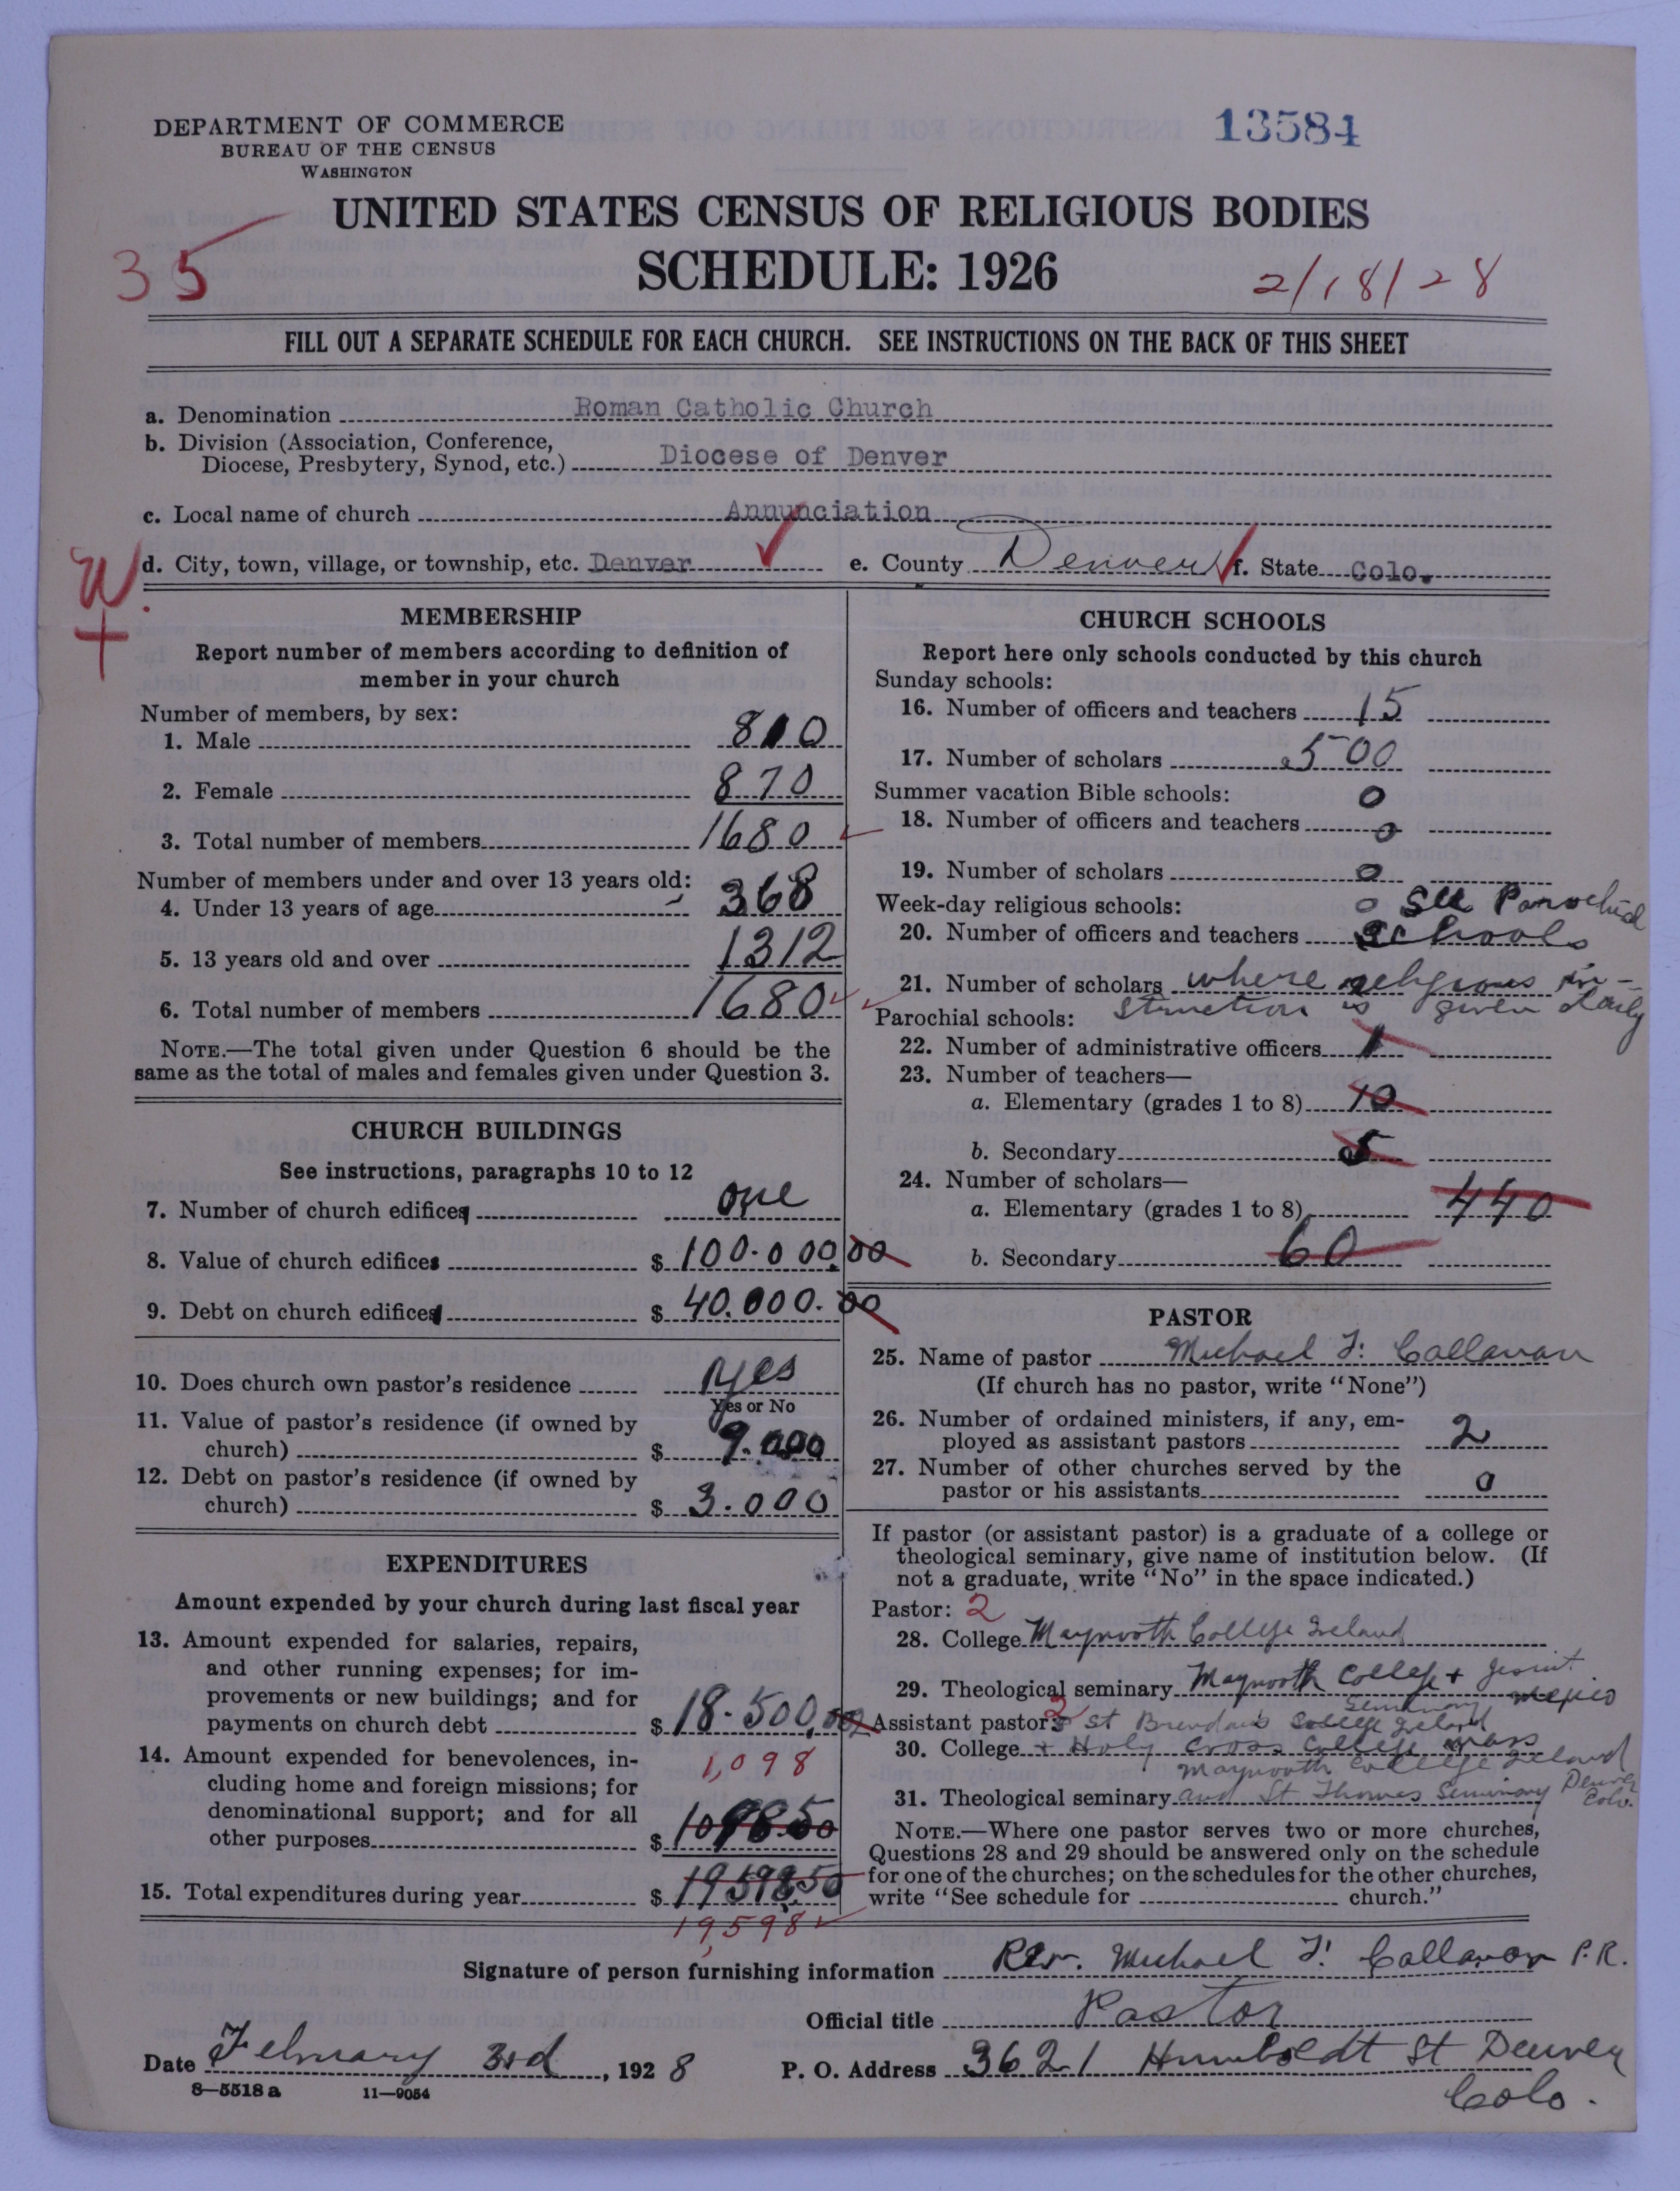 DEPARTMENT OF COMMERCE
BUREAU OF THE CENSUS
WASHINGTON
13584
UNITED STATES CENSUS OF RELIGIOUS BODIES
SCHEDULE: 1926
35
2/18/28
FILL OUT A SEPARATE SCHEDULE FOR EACH CHURCH. SEE INSTRUCTIONS ON THE BACK OF THIS SHEET
a. Denomination Roman Catholic Church
b. Division (Association, Conference,
Diocese, Presbytery, Synod, etc.) Diocese of Denver
c. Local name of church Annunciation
W.
d. City, town, village, or township, etc. Denver e. County Denver f. State Colo.
MEMBERSHIP
Report number of members according to definition of
member in your church
Number of members, by sex:
1. Male 810
2. Female 870
3. Total number of members 1680
Number of members under and over 13 years old:
4. Under 13 years of age 368
5. 13 years old and over 1312
6. Total number of members 1680
NOTE.—The total given under Question 6 should be the
same as the total of males and females given under Question 3.
CHURCH BUILDINGS
See instructions, paragraphs 10 to 12
7. Number of church edifices one
8. Value of church edifices $ 100.000.00
9. Debt on church edifices $ 40.000.00
10. Does church own pastor's residence yes
Yes or No
11. Value of pastor's residence (if owned by
church) $ 9.000
12. Debt on pastor's residence (if owned by
church) $ 3.000
EXPENDITURES
Amount expended by your church during last fiscal year
13. Amount expended for salaries, repairs,
and other running expenses; for im-
provements or new buildings; and for
payments on church debt $ 18.500.00
14. Amount expended for benevolences, in-
cluding home and foreign missions; for
denominational support; and for all
other purposes $ 1098.50
1,098
15. Total expenditures during year $ 19598.50
19,598
CHURCH SCHOOLS
Report here only schools conducted by this church
Sunday schools:
16. Number of officers and teachers 15
17. Number of scholars 500
Summer vacation Bible schools: 0
18. Number of officers and teachers 0
19. Number of scholars 0
Week-day religious schools: 0 See Parochial
20. Number of officers and teachers Schools
21. Number of scholars where religious in-
struction is given daily
Parochial schools:
22. Number of administrative officers 1
23. Number of teachers—
a. Elementary (grades 1 to 8) 10
b. Secondary 5
24. Number of scholars—
a. Elementary (grades 1 to 8) 440
b. Secondary 60
PASTOR
25. Name of pastor Michael F. Callanan
(If church has no pastor, write "None")
26. Number of ordained ministers, if any, em-
ployed as assistant pastors 2
27. Number of other churches served by the
pastor or his assistants 0
If pastor (or assistant pastor) is a graduate of a college or
theological seminary, give name of institution below. (If
not a graduate, write "No" in the space indicated.)
Pastor: 2
28. College Maynooth College Ireland
29. Theological seminary Maynooth College + Jesuit
Seminary Mexico
Assistant pastor: 2 St Brendan's College Ireland
30. College + Holy Cross College Mass
Maynooth College Ireland
31. Theological seminary and St Thomas Seminary Denver
Colo.
NOTE.—Where one pastor serves two or more churches,
Questions 28 and 29 should be answered only on the schedule
for one of the churches; on the schedules for the other churches,
write "See schedule for church."
Signature of person furnishing information Rev. Michael F. Callanan P.R.
Official title Pastor
Date February 3rd, 1928 P. O. Address 3621 Humboldt St Denver
Colo.
8—5518a 11—9054